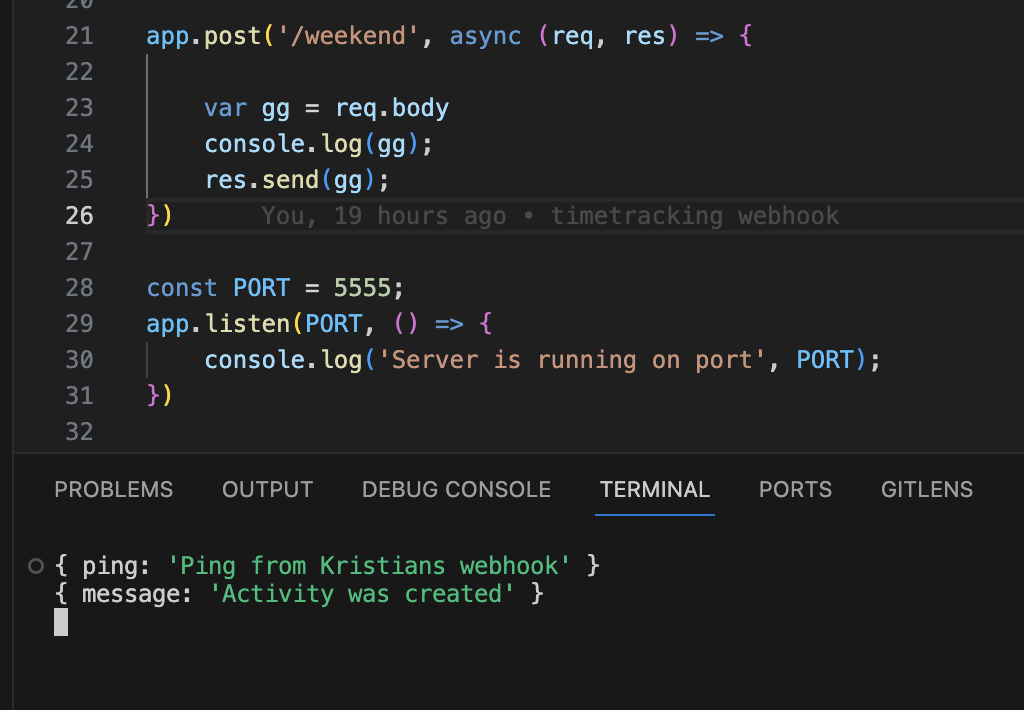 20
21 app.post('/weekend', async (req, res) => {
22
23 var gg = req.body
24 console.log(gg);
25 res.send(gg);
26 }) You, 19 hours ago • timetracking webhook
27
28 const PORT = 5555;
29 app.listen(PORT, () => {
30 console.log('Server is running on port', PORT);
31 })
32
PROBLEMS OUTPUT DEBUG CONSOLE TERMINAL PORTS GITLENS
{ ping: 'Ping from Kristians webhook' }
{ message: 'Activity was created' }